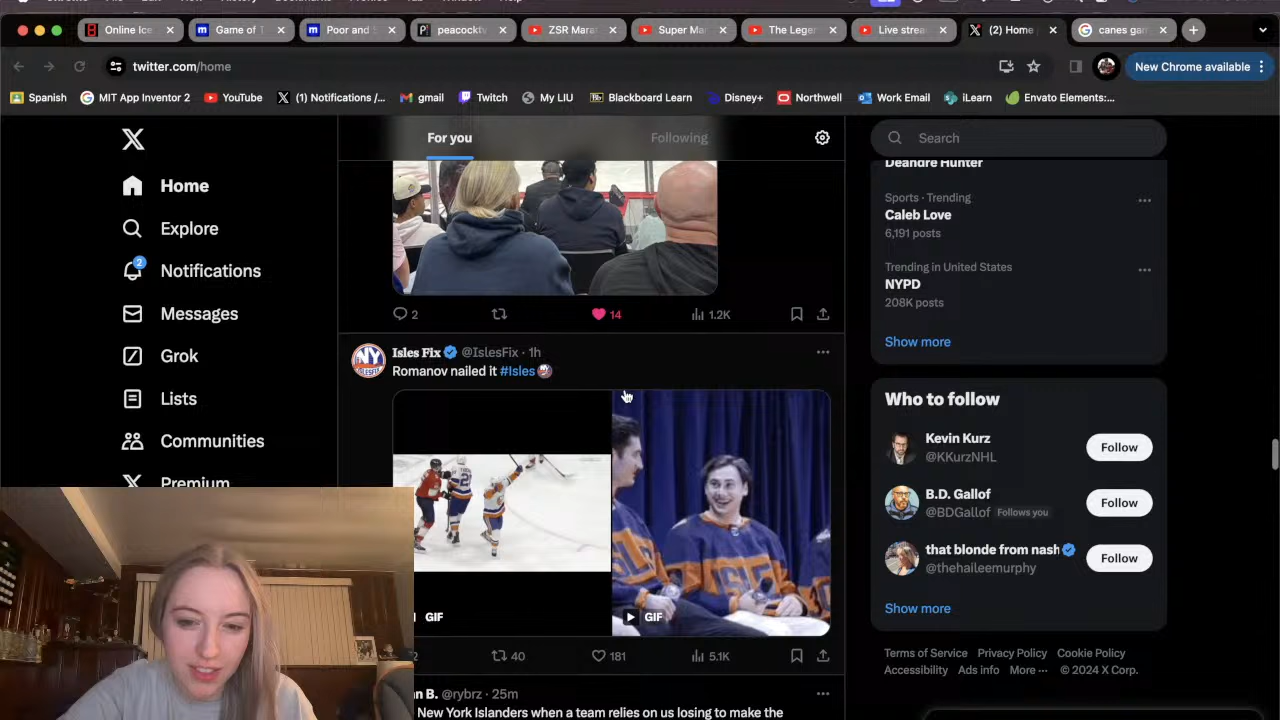 Online Ice
Game of T
Poor and
peacocktv
ZSR Mara
Super Ma
The Leger
Live strea
(2) Home
canes gam
twitter.com/home
New Chrome available
Spanish
MIT App Inventor 2
YouTube
(1) Notifications /...
gmail
Twitch
My LIU
Blackboard Learn
Disney+
Northwell
Work Email
iLearn
Envato Elements:...
For you
Following
Home
Explore
2
Notifications
Messages
Grok
Lists
Communities
Premium
2
14
1.2K
Isles Fix @IslesFix · 1h
Romanov nailed it #Isles
GIF
GIF
40
181
5.1K
n B. @rybrz · 25m
New York Islanders when a team relies on us losing to make the
Search
Deandre Hunter
Sports · Trending
Caleb Love
6,191 posts
Trending in United States
NYPD
208K posts
Show more
Who to follow
Kevin Kurz
@KKurzNHL
Follow
B.D. Gallof
@BDGallof Follows you
Follow
that blonde from nash
@thehaileemurphy
Follow
Show more
Terms of Service Privacy Policy Cookie Policy
Accessibility Ads info More ··· © 2024 X Corp.